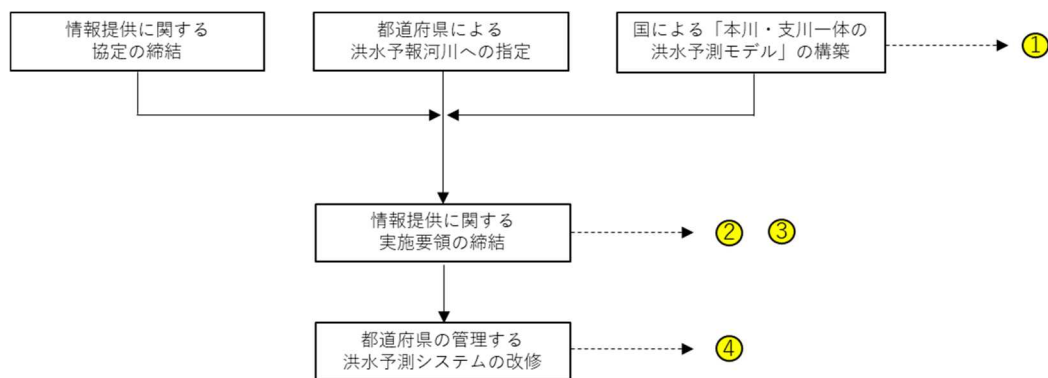 情報提供に関する
協定の締結
都道府県による
洪水予報河川への指定
国による「本川・支川一体の
洪水予測モデル」の構築
①
情報提供に関する
実施要領の締結
② ③
都道府県の管理する
洪水予測システムの改修
④